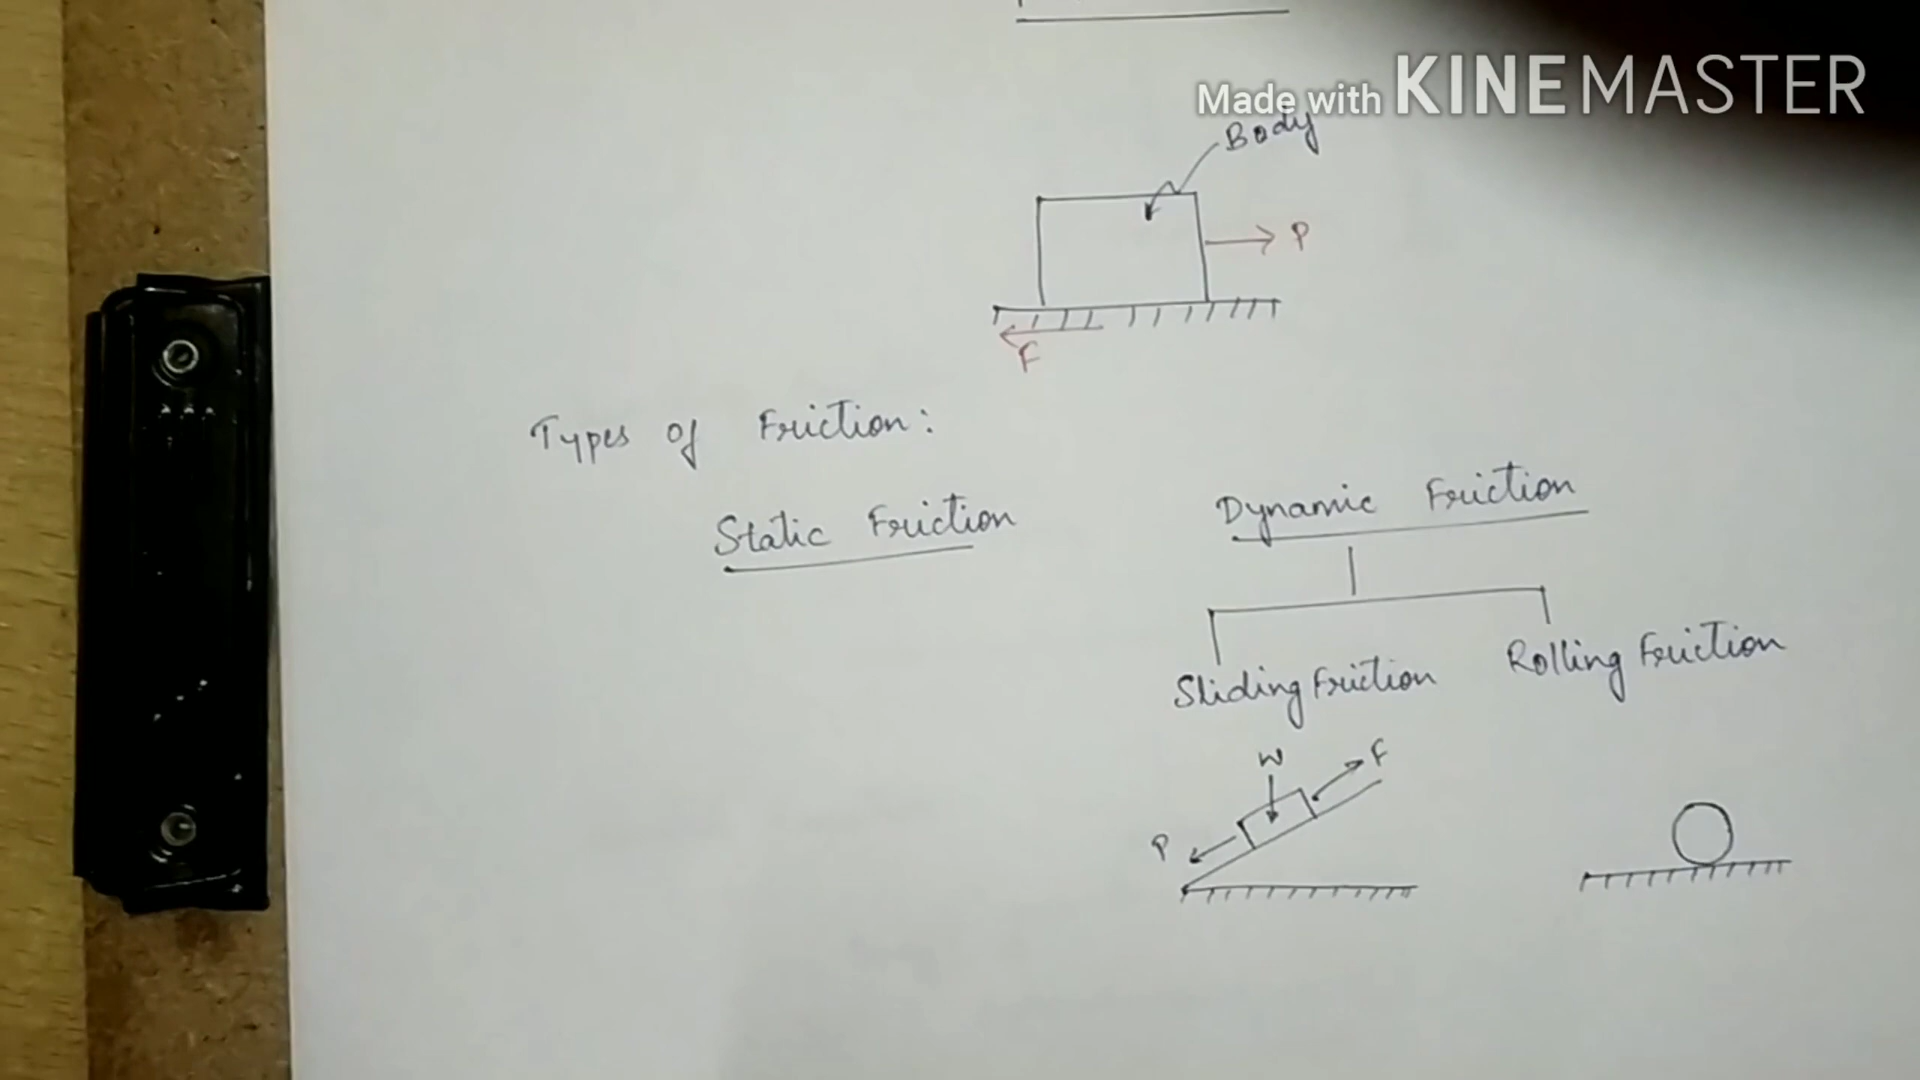 Made with KINEMASTER
Body
P
F
Types of Friction:
Static Friction
Dynamic Friction
Sliding Friction
Rolling Friction
W
F
P